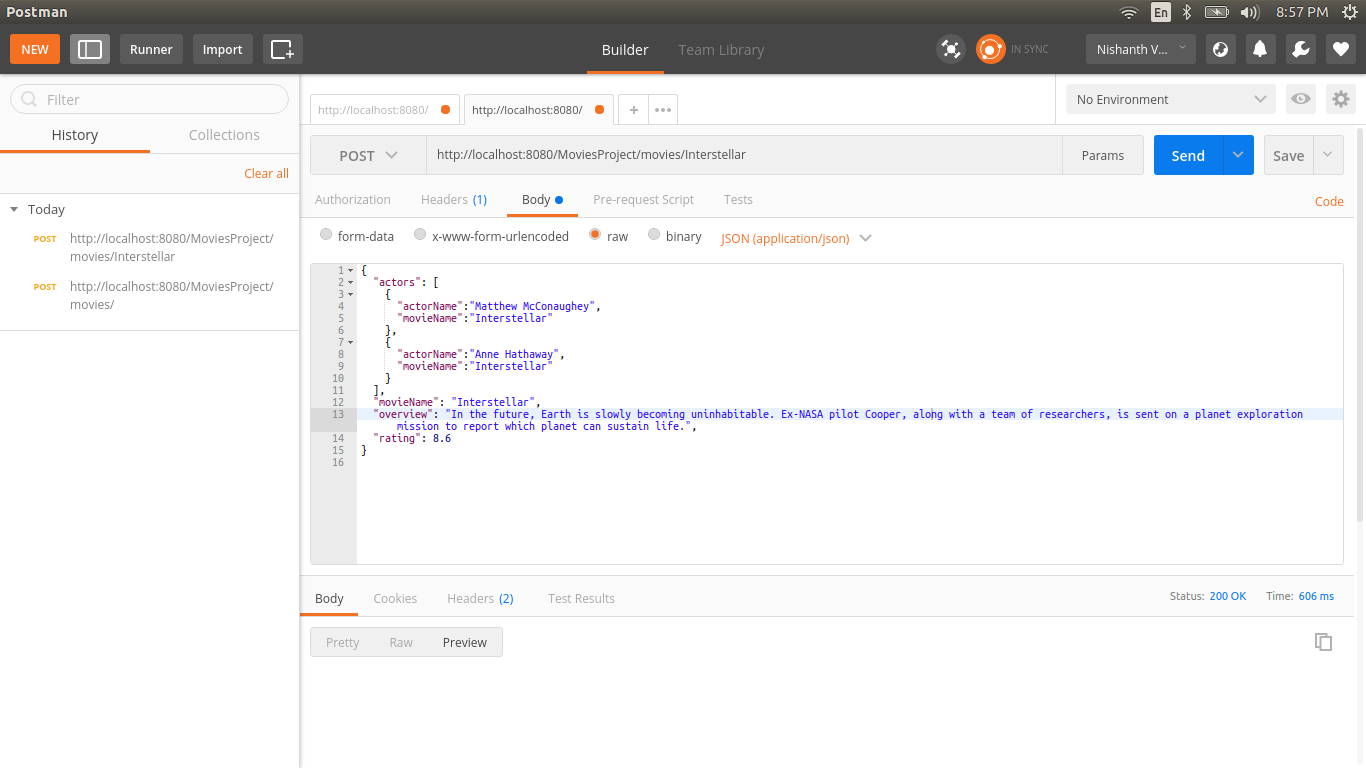 Postman
En
8:57 PM
NEW
Runner
Import
Builder
Team Library
IN SYNC
Nishanth V...
Filter
History
Collections
Clear all
Today
POST http://localhost:8080/MoviesProject/
movies/Interstellar
POST http://localhost:8080/MoviesProject/
movies/
http://localhost:8080/
http://localhost:8080/
+
•••
No Environment
POST
http://localhost:8080/MoviesProject/movies/Interstellar
Params
Send
Save
Authorization
Headers (1)
Body
Pre-request Script
Tests
Code
form-data
x-www-form-urlencoded
raw
binary
JSON (application/json)
1 {
2 "actors": [
3 {
4 "actorName":"Matthew McConaughey",
5 "movieName":"Interstellar"
6 },
7 {
8 "actorName":"Anne Hathaway",
9 "movieName":"Interstellar"
10 }
11 ],
12 "movieName": "Interstellar",
13 "overview": "In the future, Earth is slowly becoming uninhabitable. Ex-NASA pilot Cooper, along with a team of researchers, is sent on a planet exploration
mission to report which planet can sustain life.",
14 "rating": 8.6
15 }
16
Body
Cookies
Headers (2)
Test Results
Status: 200 OK
Time: 606 ms
Pretty
Raw
Preview